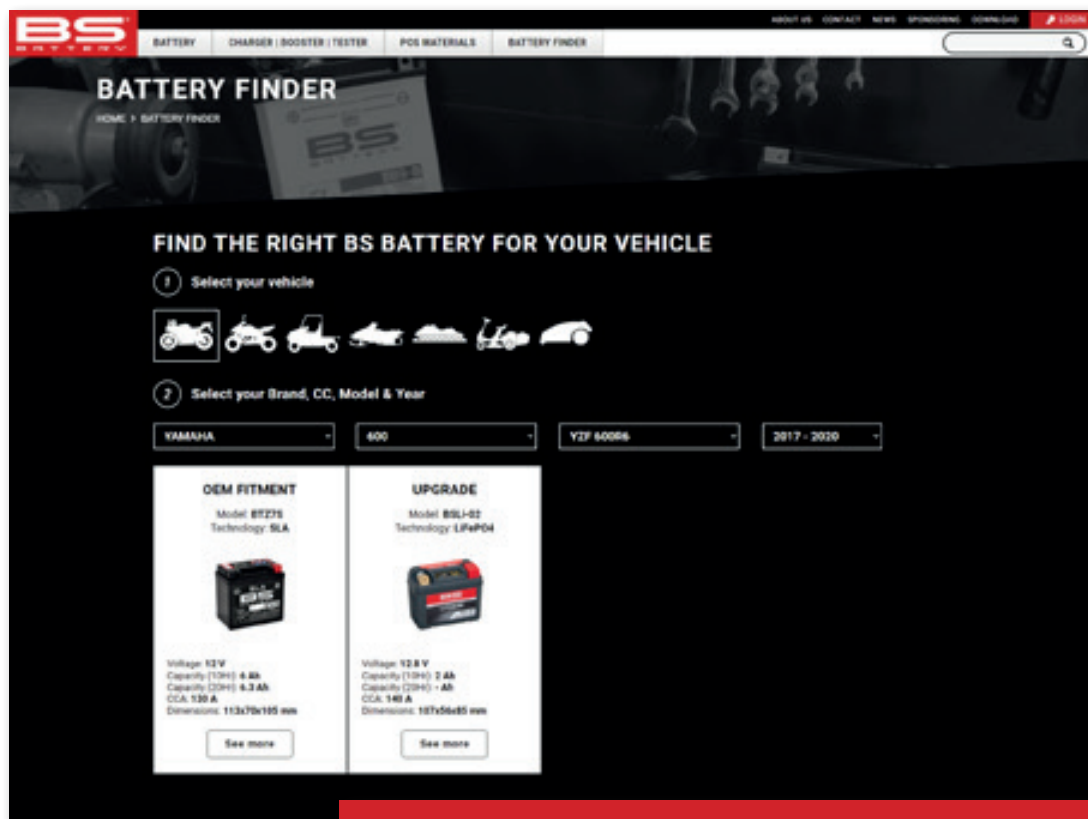 ABOUT US CONTACT NEWS SPONSORING DOWNLOAD LOGIN
BS
BATTERY
BATTERY CHARGER | BOOSTER | TESTER POS MATERIALS BATTERY FINDER
BATTERY FINDER
HOME > BATTERY FINDER
BS
FIND THE RIGHT BS BATTERY FOR YOUR VEHICLE
1 Select your vehicle
2 Select your Brand, CC, Model & Year
YAMAHA 600 YZF 600R6 2017 - 2020
OEM FITMENT
Model: BTZ7S
Technology: SLA
Voltage: 12 V
Capacity (10Hr): 6 Ah
Capacity (20Hr): 6.3 Ah
CCA: 130 A
Dimensions: 113x70x105 mm
See more
UPGRADE
Model: BSLi-02
Technology: LiFePO4
Voltage: 12.8 V
Capacity (10Hr): 2 Ah
Capacity (20Hr): - Ah
CCA: 140 A
Dimensions: 107x56x85 mm
See more